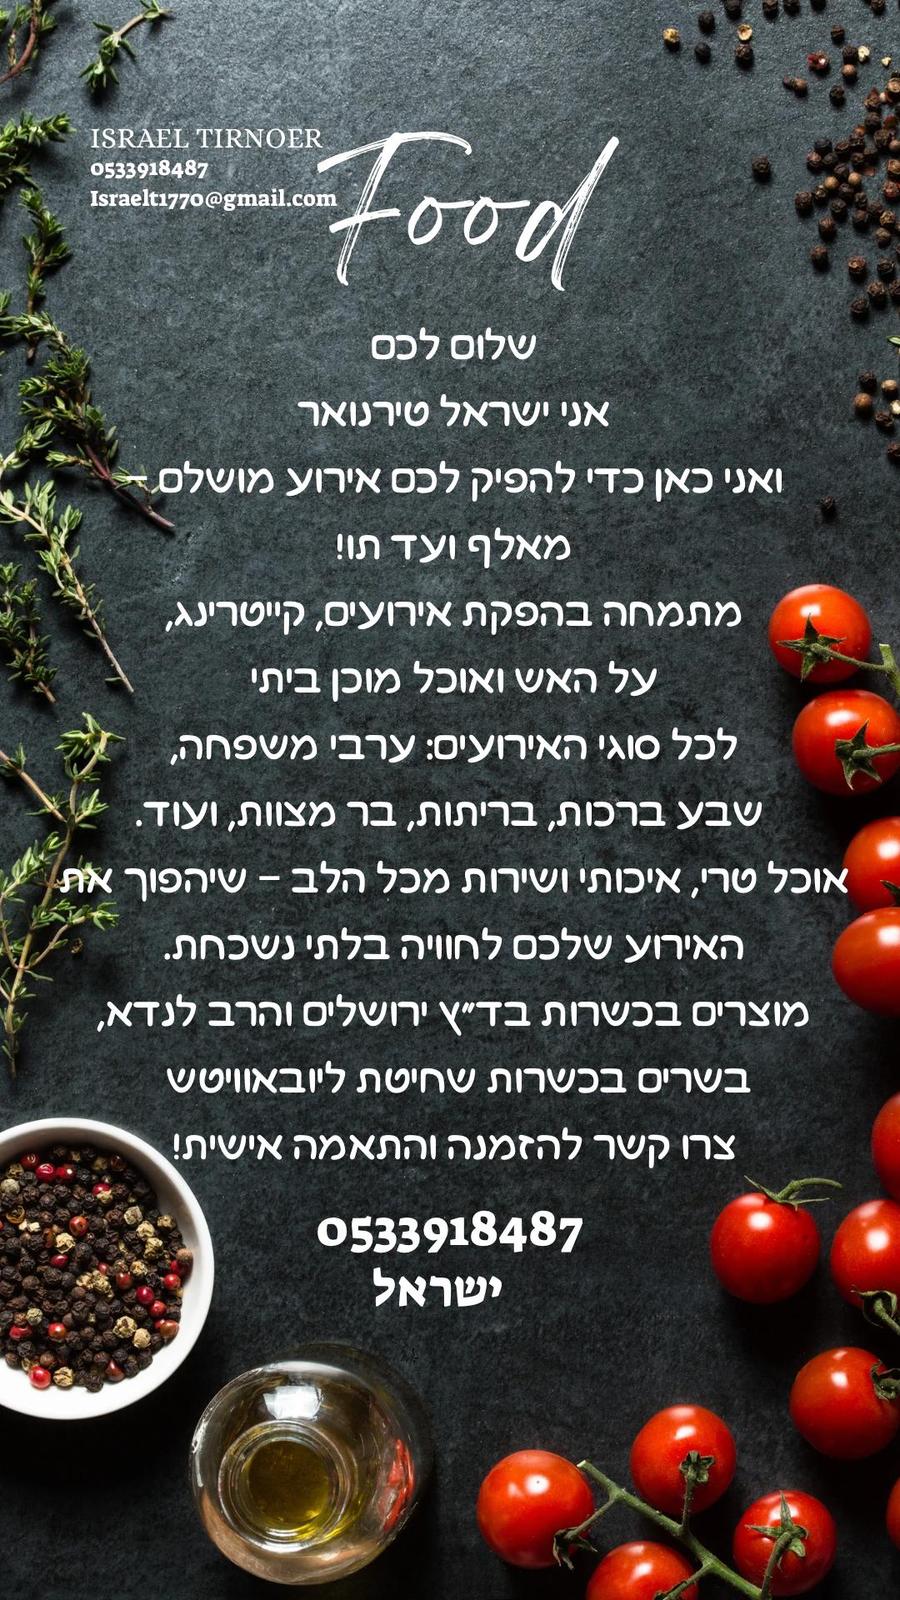 ISRAEL TIRNOER
0533918487
Israelt1770@gmail.com
Food
שלום לכם
אני ישראל טירנואר
ואני כאן כדי להפיק לכם אירוע מושלם –
מאלף ועד תו!
מתמחה בהפקת אירועים, קייטרינג,
על האש ואוכל מוכן ביתי
לכל סוגי האירועים: ערבי משפחה,
שבע ברכות, בריתות, בר מצוות, ועוד.
אוכל טרי, איכותי ושירות מכל הלב – שיהפוך את
האירוע שלכם לחוויה בלתי נשכחת.
מוצרים בכשרות בד״ץ ירושלים והרב לנדא,
בשרים בכשרות שחיטת ליובאוויטש
צרו קשר להזמנה והתאמה אישית!
0533918487
ישראל